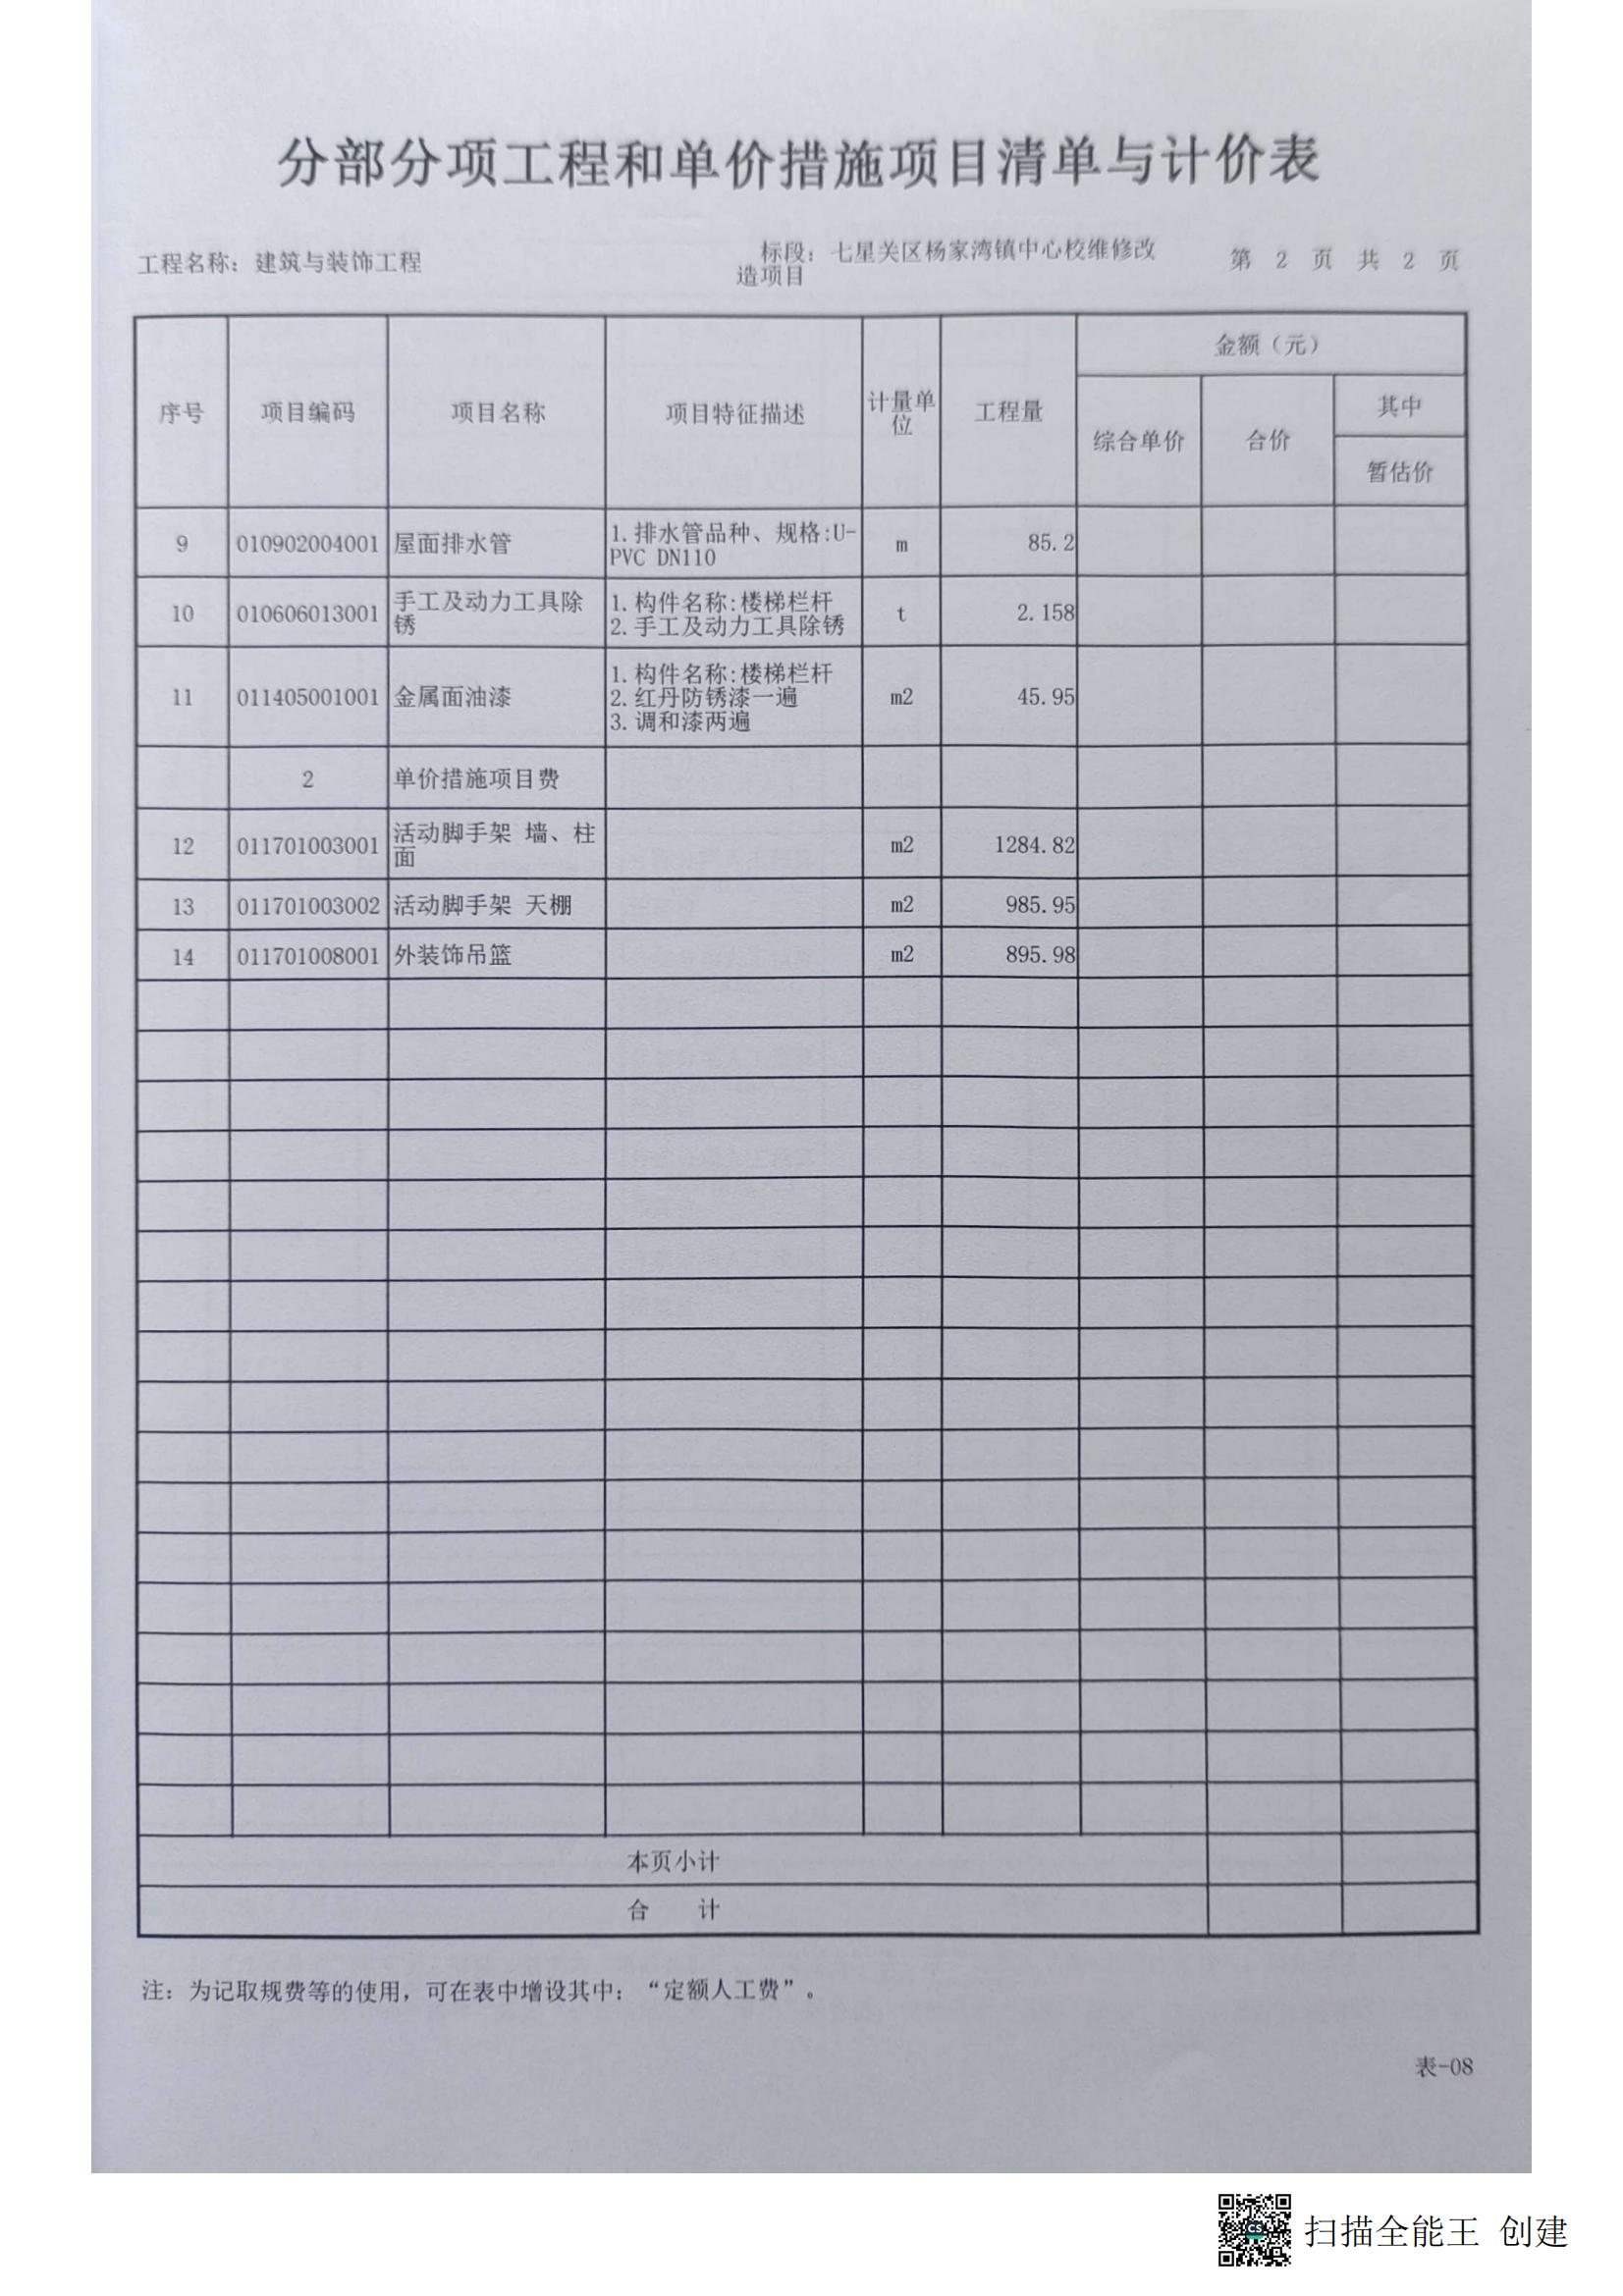 分部分项工程和单价措施项目清单与计价表
工程名称：建筑与装饰工程 标段：七星关区杨家湾镇中心校维修改
造项目
第 2 页 共 2 页
序号 项目编码 项目名称 项目特征描述 计量单
位
工程量 金额（元）
综合单价 合价 其中
暂估价
9 010902004001 屋面排水管 1.排水管品种、规格:U-
PVC DN110
m 85.2
10 010606013001 手工及动力工具除
锈
1.构件名称:楼梯栏杆
2.手工及动力工具除锈
t 2.158
11 011405001001 金属面油漆 1.构件名称:楼梯栏杆
2.红丹防锈漆一遍
3.调和漆两遍
m2 45.95
2 单价措施项目费
12 011701003001 活动脚手架 墙、柱
面
m2 1284.82
13 011701003002 活动脚手架 天棚 m2 985.95
14 011701008001 外装饰吊篮 m2 895.98
本页小计
合 计
注：为记取规费等的使用，可在表中增设其中：“定额人工费”。
表-08
CS
扫描全能王 创建